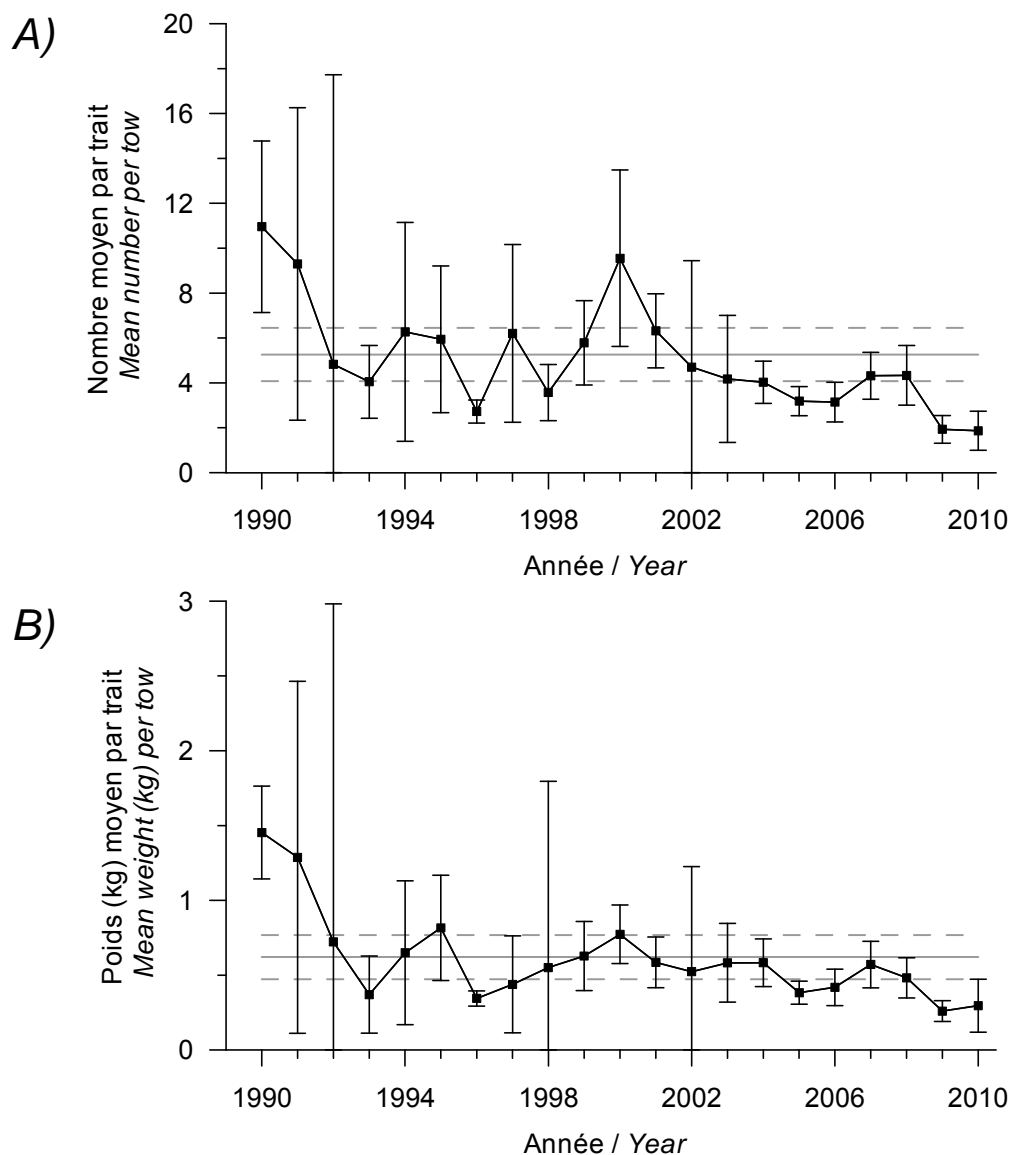 A)
Nombre moyen par trait
Mean number per tow
20
16
12
8
4
0
1990 1994 1998 2002 2006 2010
Année / Year
B)
Poids (kg) moyen par trait
Mean weight (kg) per tow
3
2
1
0
1990 1994 1998 2002 2006 2010
Année / Year